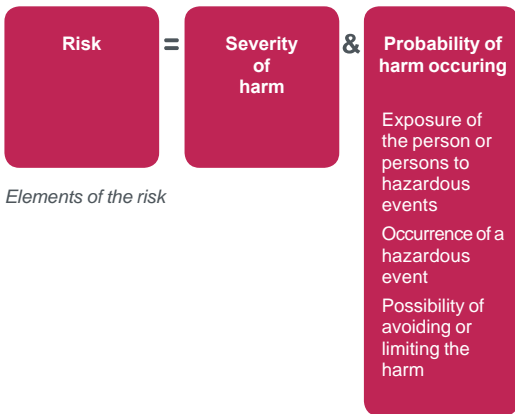 Risk
=
Severity
of
harm
&
Probability of
harm occuring
Exposure of
the person or
persons to
hazardous
events
Occurrence of a
hazardous
event
Possibility of
avoiding or
limiting the
harm
Elements of the risk